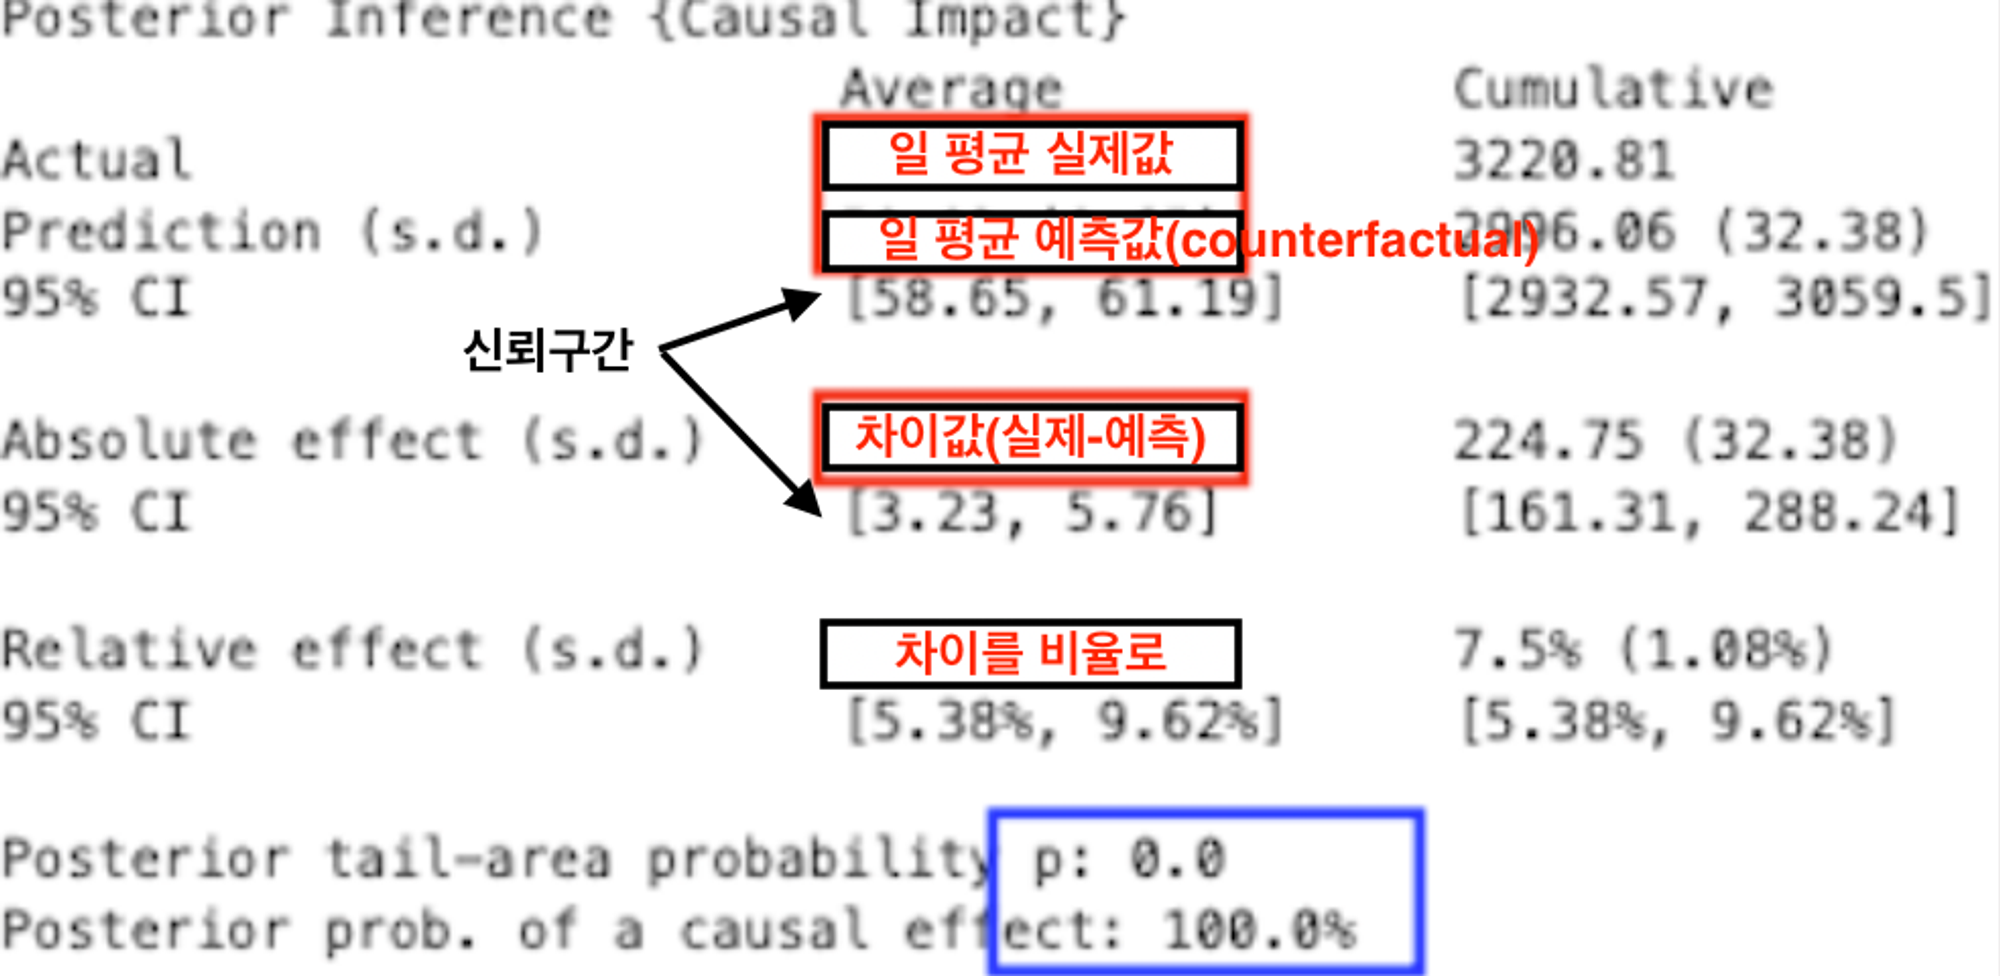 Posterior Inference {Causal Impact}
Average Cumulative
Actual 일 평균 실제값 3220.81
Prediction (s.d.) 일 평균 예측값(counterfactual) 2996.06 (32.38)
95% CI [58.65, 61.19] [2932.57, 3059.5]
신뢰구간
Absolute effect (s.d.) 차이값(실제-예측) 224.75 (32.38)
95% CI [3.23, 5.76] [161.31, 288.24]
Relative effect (s.d.) 차이를 비율로 7.5% (1.08%)
95% CI [5.38%, 9.62%] [5.38%, 9.62%]
Posterior tail-area probability p: 0.0
Posterior prob. of a causal effect: 100.0%